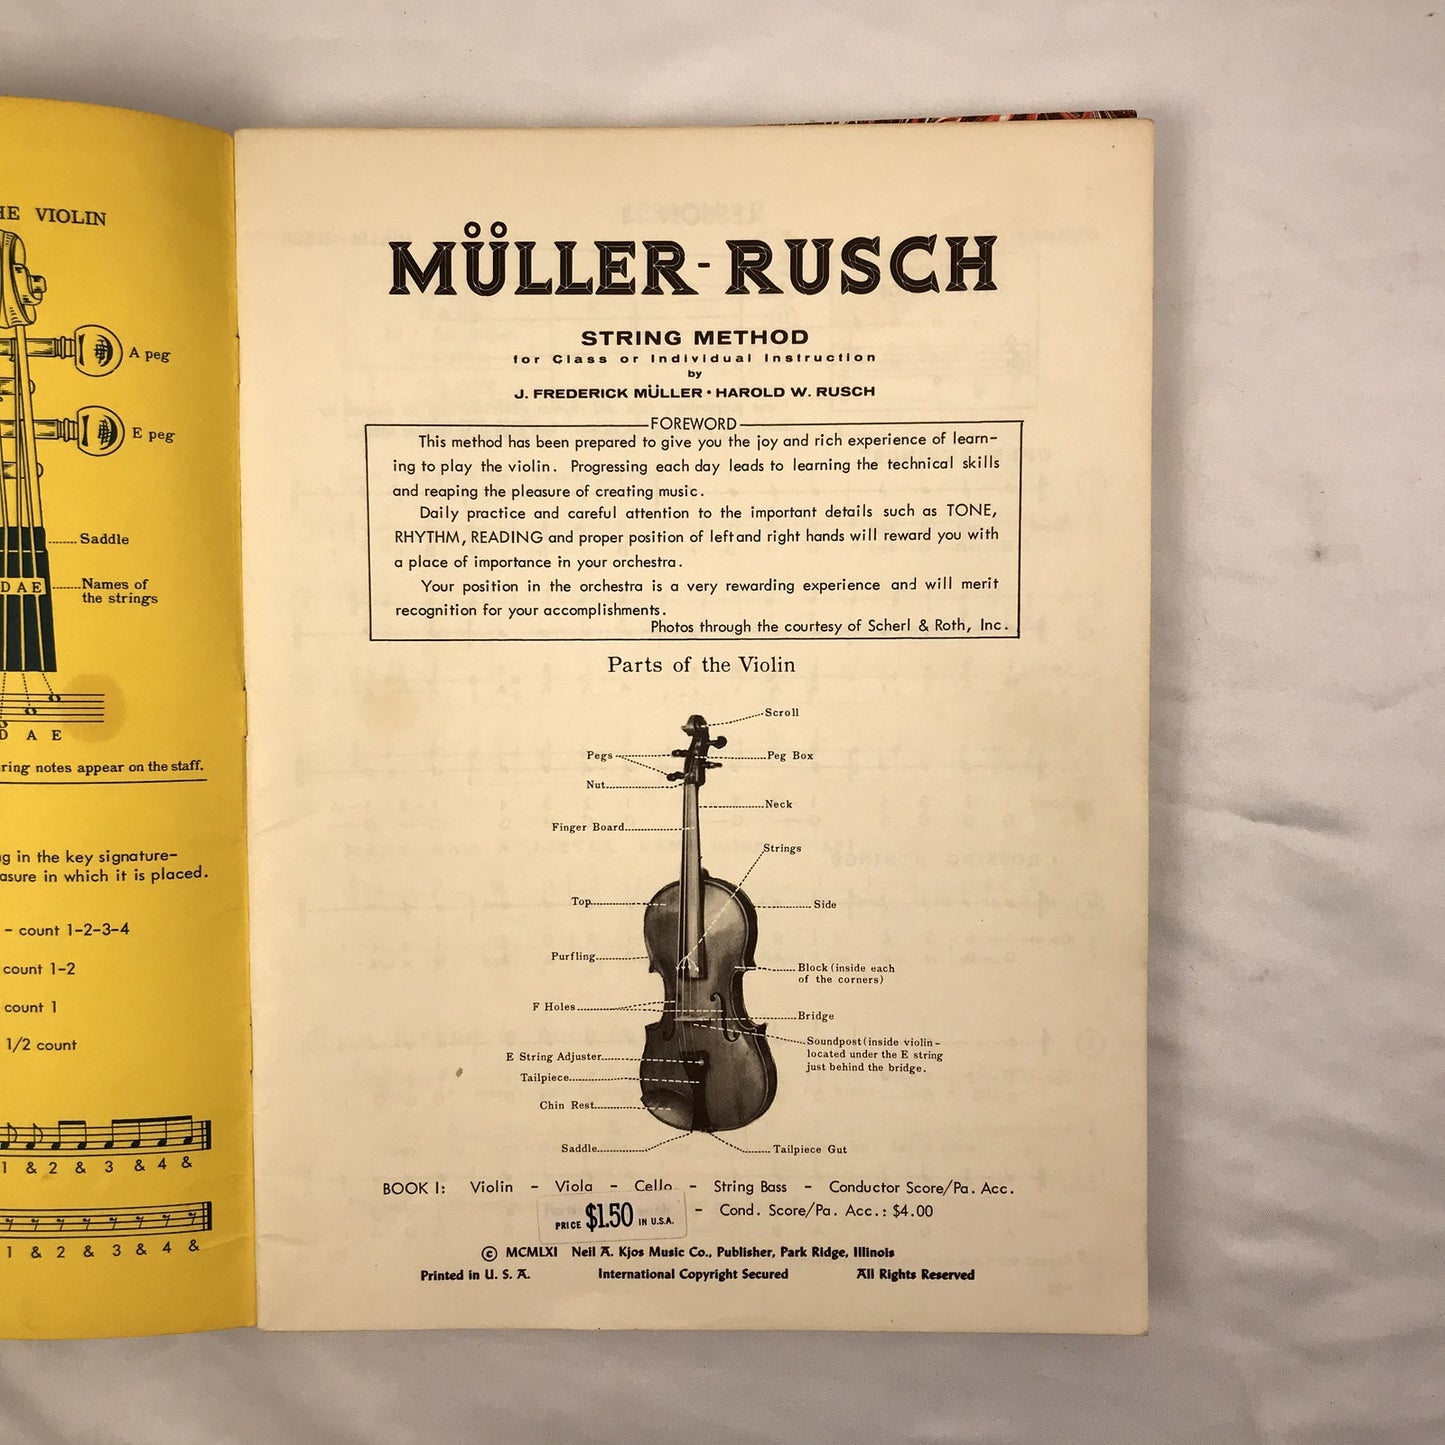 VIOLIN
A peg
E peg
Saddle
Names of
the strings
D A E
D A E
ring notes appear on the staff.
in the key signature-
in which it is placed.
- count 1-2-3-4
count 1-2
count 1
1/2 count
1 & 2 & 3 & 4 &
1 & 2 & 3 & 4 &
MÜLLER-RUSCH
STRING METHOD
for Class or Individual Instruction
by
J. FREDERICK MÜLLER • HAROLD W. RUSCH
FOREWORD
This method has been prepared to give you the joy and rich experience of learn-
ing to play the violin. Progressing each day leads to learning the technical skills
and reaping the pleasure of creating music.
Daily practice and careful attention to the important details such as TONE,
RHYTHM, READING and proper position of left and right hands will reward you with
a place of importance in your orchestra.
Your position in the orchestra is a very rewarding experience and will merit
recognition for your accomplishments.
Photos through the courtesy of Scherl & Roth, Inc.
Parts of the Violin
Scroll
Pegs
Peg Box
Nut
Neck
Finger Board
Strings
Top
Side
Purfling
Block (inside each
of the corners)
F Holes
Bridge
Soundpost (inside violin-
located under the E string
just behind the bridge.
E String Adjuster
Tailpiece
Chin Rest
Saddle
Tailpiece Gut
BOOK I: Violin - Viola - Cello - String Bass - Conductor Score/Pa. Acc.
- Cond. Score/Pa. Acc.: $4.00
PRICE $1.50 IN U.S.A.
© MCMLXI Neil A. Kjos Music Co., Publisher, Park Ridge, Illinois
Printed in U. S. A. International Copyright Secured All Rights Reserved